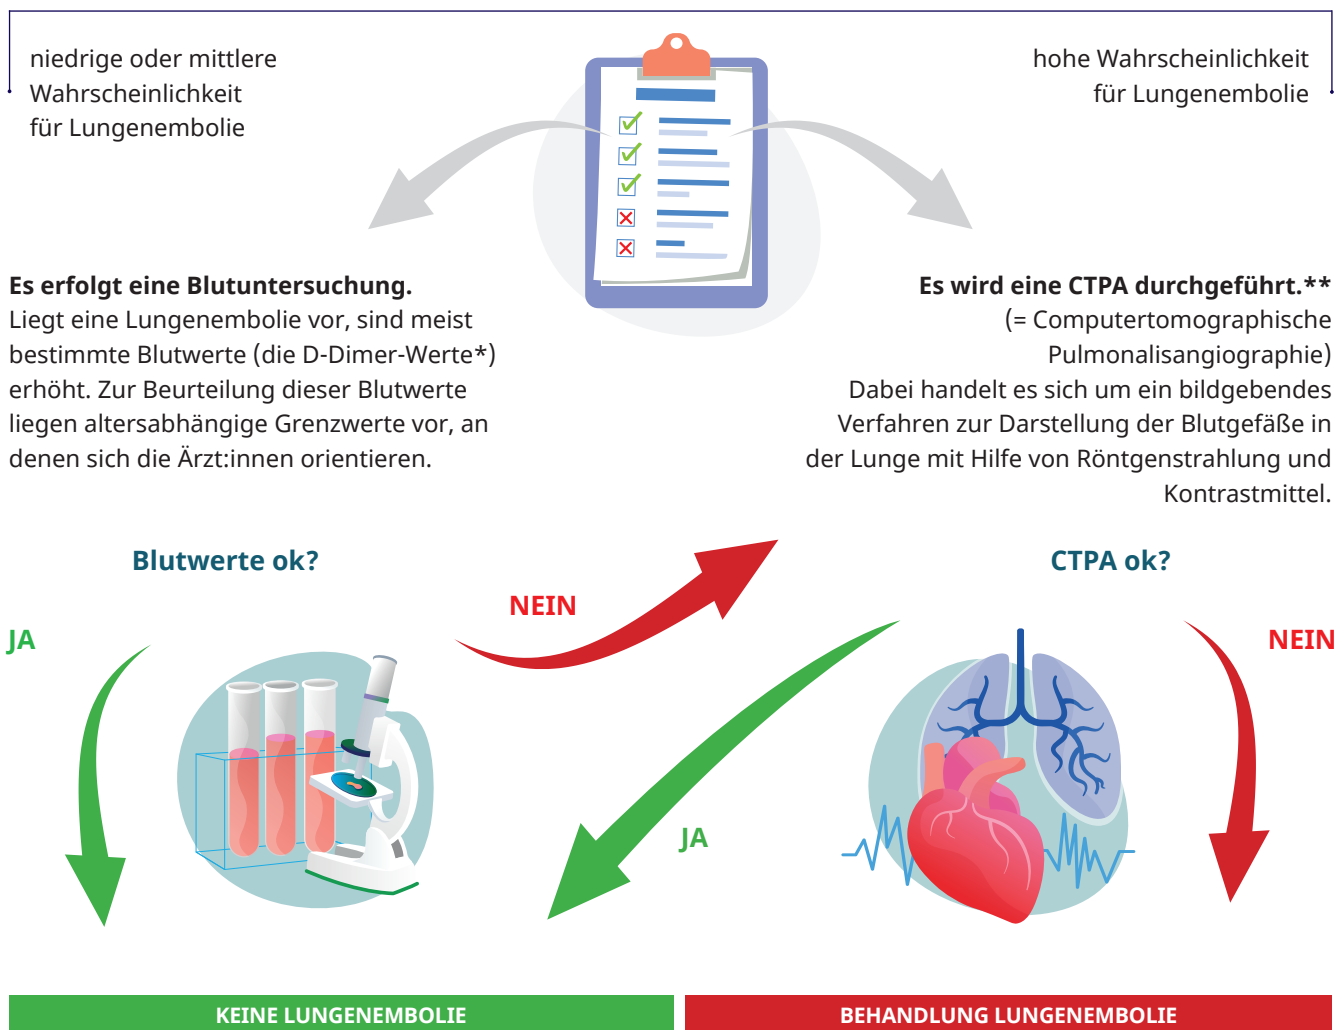 niedrige oder mittlere
Wahrscheinlichkeit
für Lungenembolie
hohe Wahrscheinlichkeit
für Lungenembolie
Es erfolgt eine Blutuntersuchung.
Liegt eine Lungenembolie vor, sind meist
bestimmte Blutwerte (die D-Dimer-Werte*)
erhöht. Zur Beurteilung dieser Blutwerte
liegen altersabhängige Grenzwerte vor, an
denen sich die Ärzt:innen orientieren.
Es wird eine CTPA durchgeführt.**
(= Computertomographische
Pulmonalisangiographie)
Dabei handelt es sich um ein bildgebendes
Verfahren zur Darstellung der Blutgefäße in
der Lunge mit Hilfe von Röntgenstrahlung und
Kontrastmittel.
Blutwerte ok?
CTPA ok?
NEIN
JA
NEIN
JA
KEINE LUNGENEMBOLIE
BEHANDLUNG LUNGENEMBOLIE